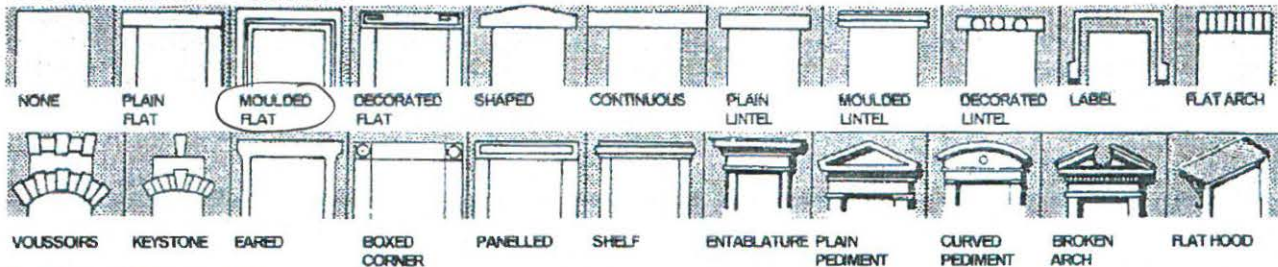 NONE PLAIN FLAT MOULDED FLAT DECORATED FLAT SHAPED CONTINUOUS PLAIN LINTEL MOULDED LINTEL DECORATED LINTEL LABEL FLAT ARCH
VOUSSOIRS KEYSTONE EARED BOXED CORNER PANELLED SHELF ENTABLATURE PLAIN PEDIMENT CURVED PEDIMENT BROKEN ARCH FLAT HOOD